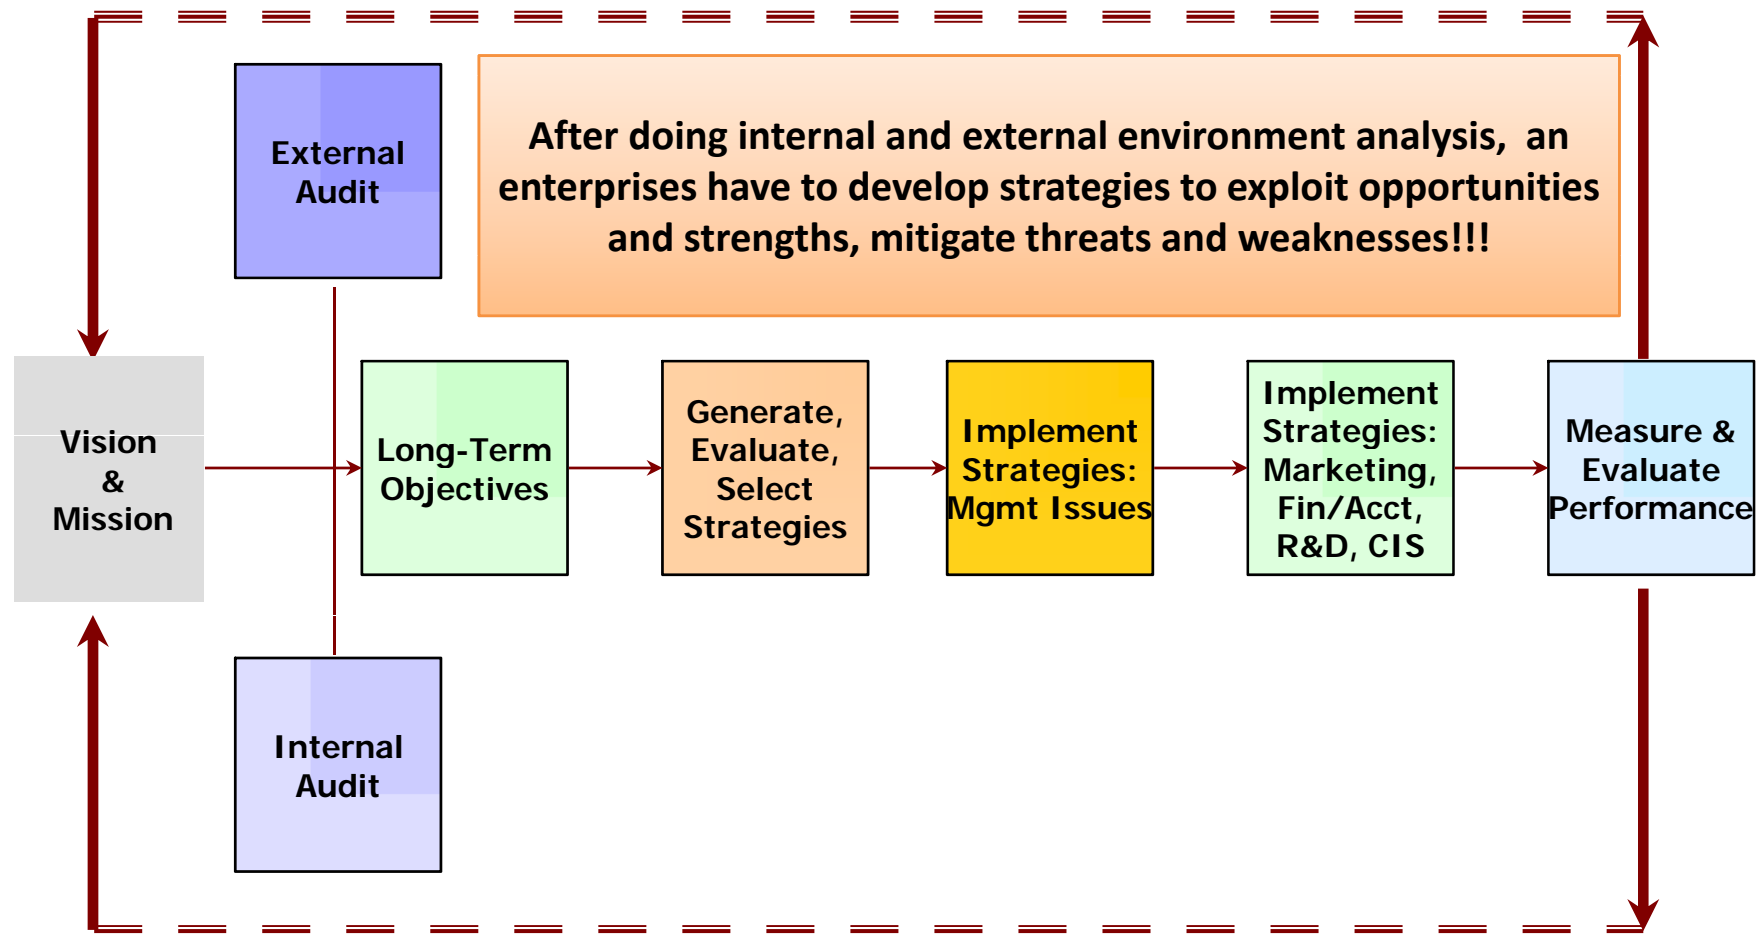 External
Audit
After doing internal and external environment analysis,  an
enterprises have to develop strategies to exploit opportunities
and strengths, mitigate threats and weaknesses!!!
Vision
&
Mission
Long-Term
Objectives
Generate,
Evaluate,
Select
Strategies
Implement
Strategies:
Mgmt Issues
Implement
Strategies:
Marketing,
Fin/Acct,
R&D, CIS
Measure &
Evaluate
Performance
Internal
Audit